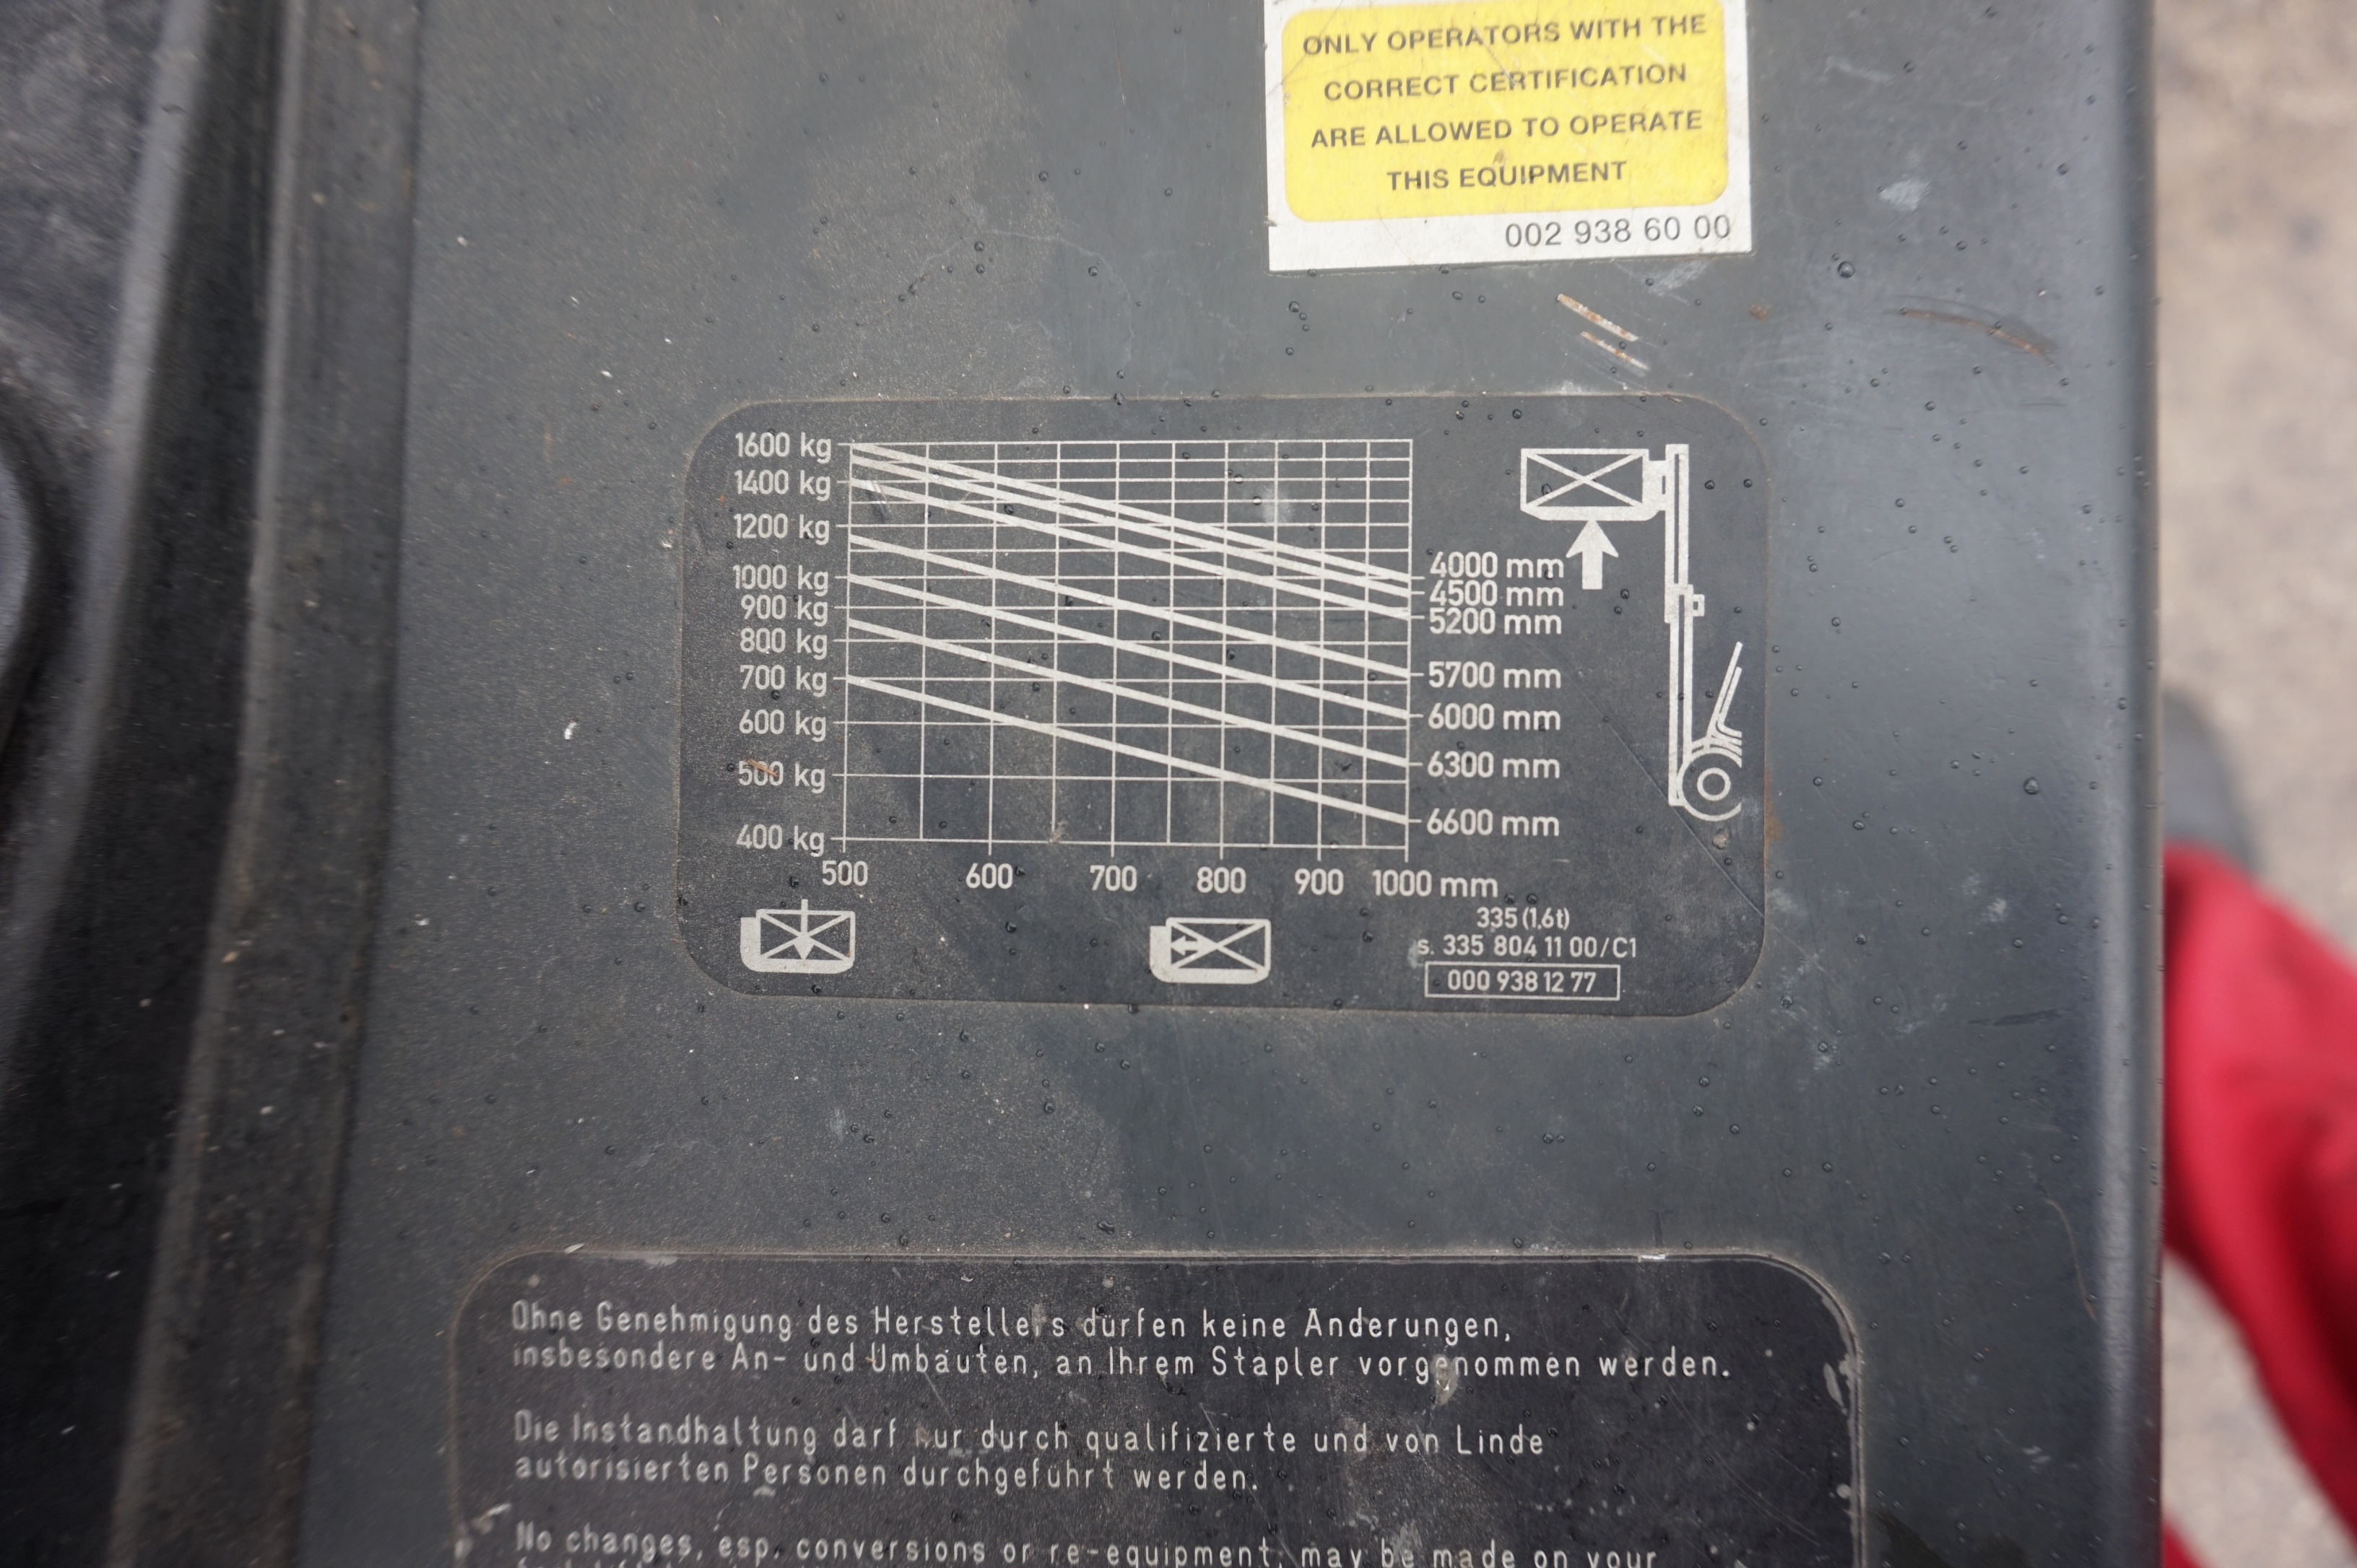 ONLY OPERATORS WITH THE
CORRECT CERTIFICATION
ARE ALLOWED TO OPERATE
THIS EQUIPMENT
002 938 60 00
1600 kg
1400 kg
1200 kg
1000 kg
900 kg
800 kg
700 kg
600 kg
500 kg
400 kg
4000 mm
4500 mm
5200 mm
5700 mm
6000 mm
6300 mm
6600 mm
500 600 700 800 900 1000 mm
335 (1,6t)
s. 335 804 11 00/C1
000 938 12 77
Ohne Genehmigung des Herstellers dürfen keine Änderungen,
insbesondere An- und Umbauten, an Ihrem Stapler vorgenommen werden.
Die Instandhaltung darf nur durch qualifizierte und von Linde
autorisierten Personen durchgeführt werden.
No changes, esp. conversions or re-equipment, may be made on your